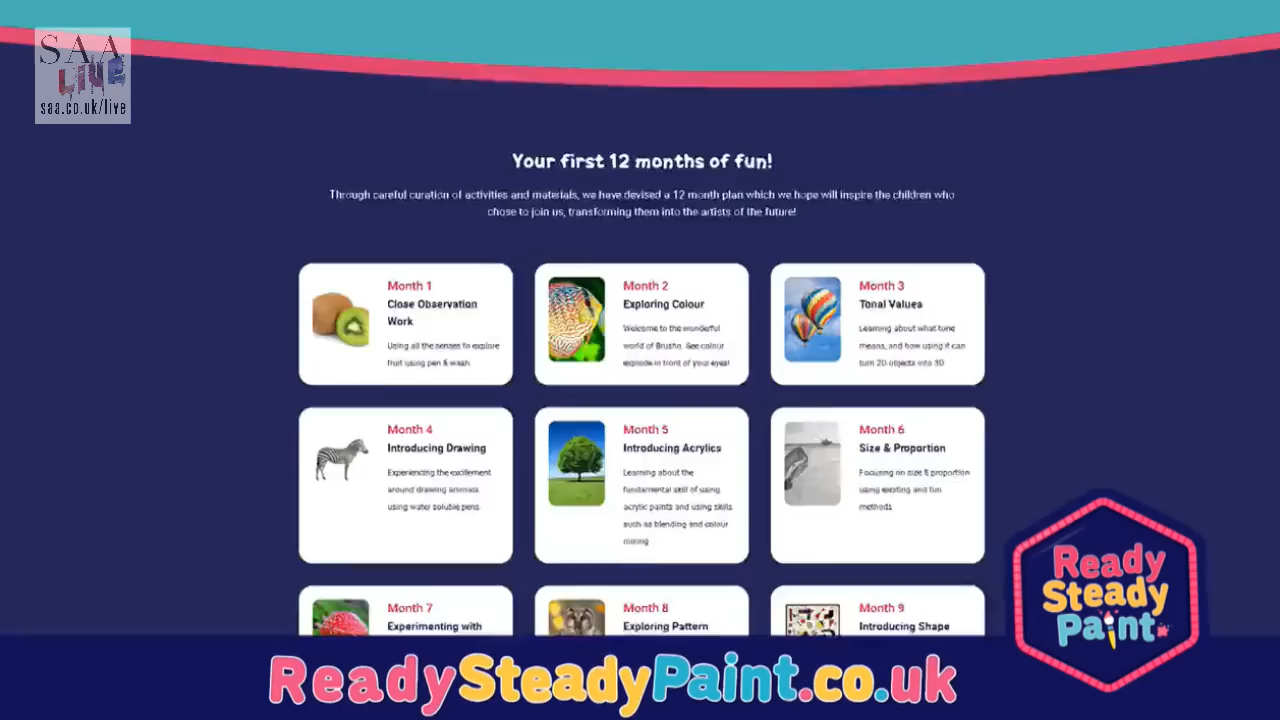 SAA
LIVE
saa.co.uk/live
Your first 12 months of fun!
Through careful curation of activities and materials, we have devised a 12 month plan which we hope will inspire the children who
chose to join us, transforming them into the artists of the future!
Month 1
Close Observation
Work
Using all the senses to explore
fruit using pen & wash
Month 2
Exploring Colour
Welcome to the wonderful
world of Brusho. See colour
explode in front of your eyes!
Month 3
Tonal Values
Learning about what tone
means, and how using it can
turn 2D objects into 3D
Month 4
Introducing Drawing
Experiencing the excitement
around drawing animals
using water soluble pens
Month 5
Introducing Acrylics
Learning about the
fundamental skill of using
acrylic paints and using skills
such as blending and colour
mixing
Month 6
Size & Proportion
Focusing on size & proportion
using exciting and fun
methods
Month 7
Experimenting with
Month 8
Exploring Pattern
Month 9
Introducing Shape
Ready
Steady
Paint
ReadySteadyPaint.co.uk